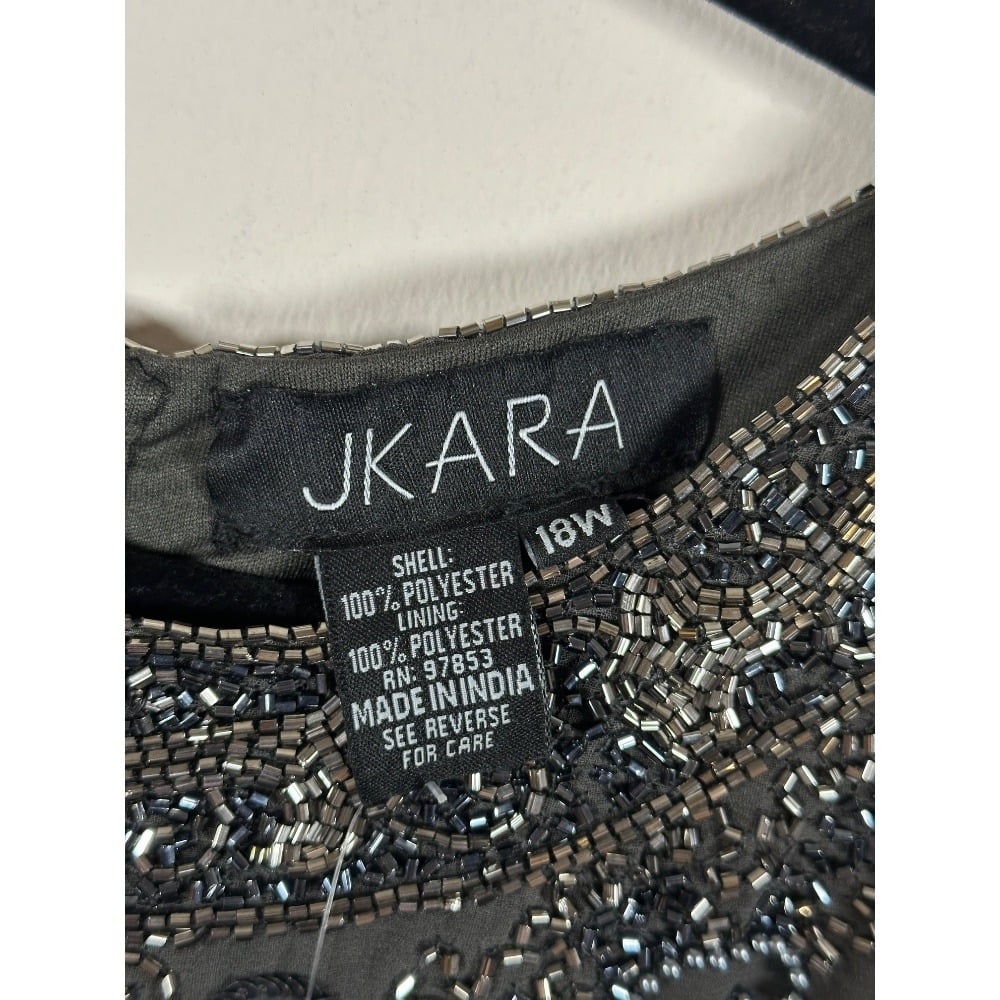 JKARA
18W
SHELL:
100% POLYESTER
LINING:
100% POLYESTER
RN: 97853
MADE IN INDIA
SEE REVERSE
FOR CARE